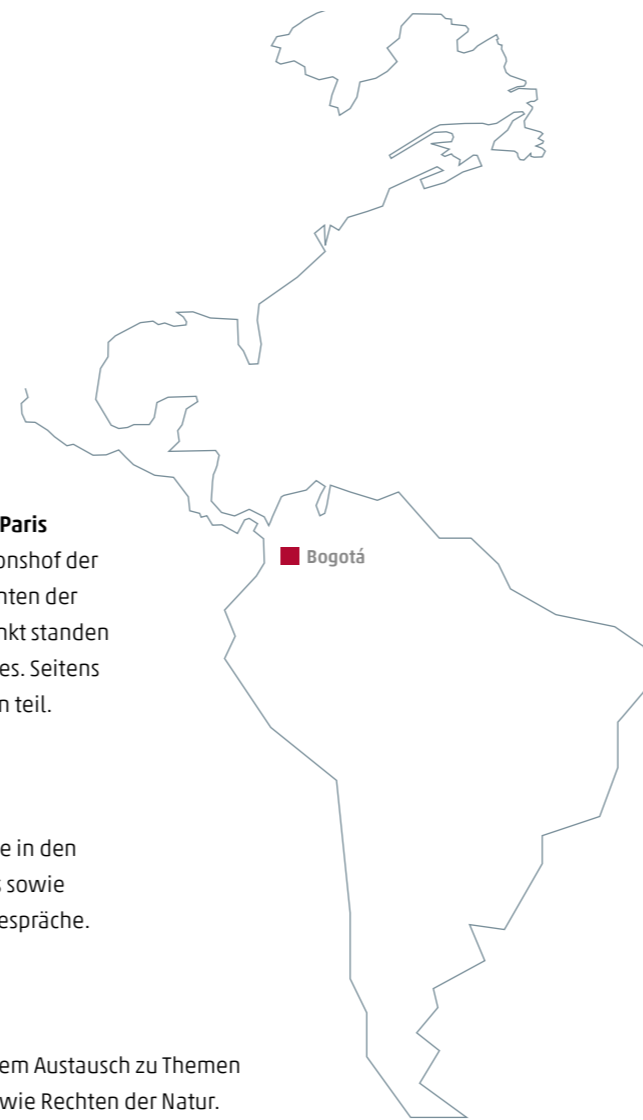 Paris
onshof der
nten der
nkt standen
es. Seitens
n teil.
e in den
s sowie
espräche.
em Austausch zu Themen
wie Rechten der Natur.
Bogotá